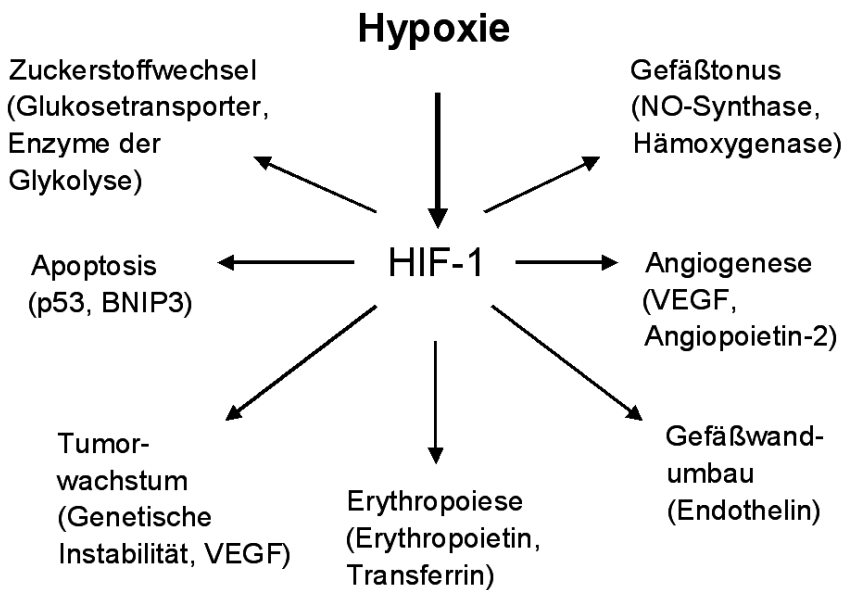 Hypoxie
Zuckerstoffwechsel
(Glukosetransporter,
Enzyme der
Glykolyse)
Gefäßtonus
(NO-Synthase,
Hämoxygenase)
Apoptosis
(p53, BNIP3)
HIF-1
Angiogenese
(VEGF,
Angiopoietin-2)
Tumor-
wachstum
(Genetische
Instabilität, VEGF)
Erythropoiese
(Erythropoietin,
Transferrin)
Gefäßwand-
umbau
(Endothelin)